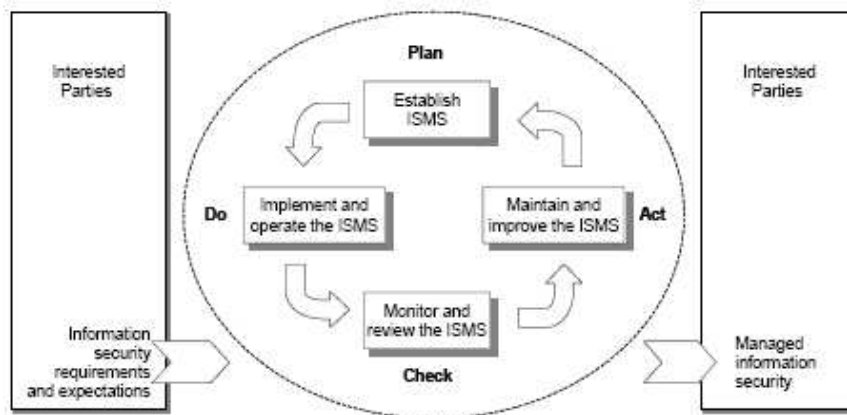 Interested
Parties
Information
security
requirements
and expectations
Plan
Establish
ISMS
Do
Implement and
operate the ISMS
Maintain and
improve the ISMS
Act
Monitor and
review the ISMS
Check
Interested
Parties
Managed
information
security